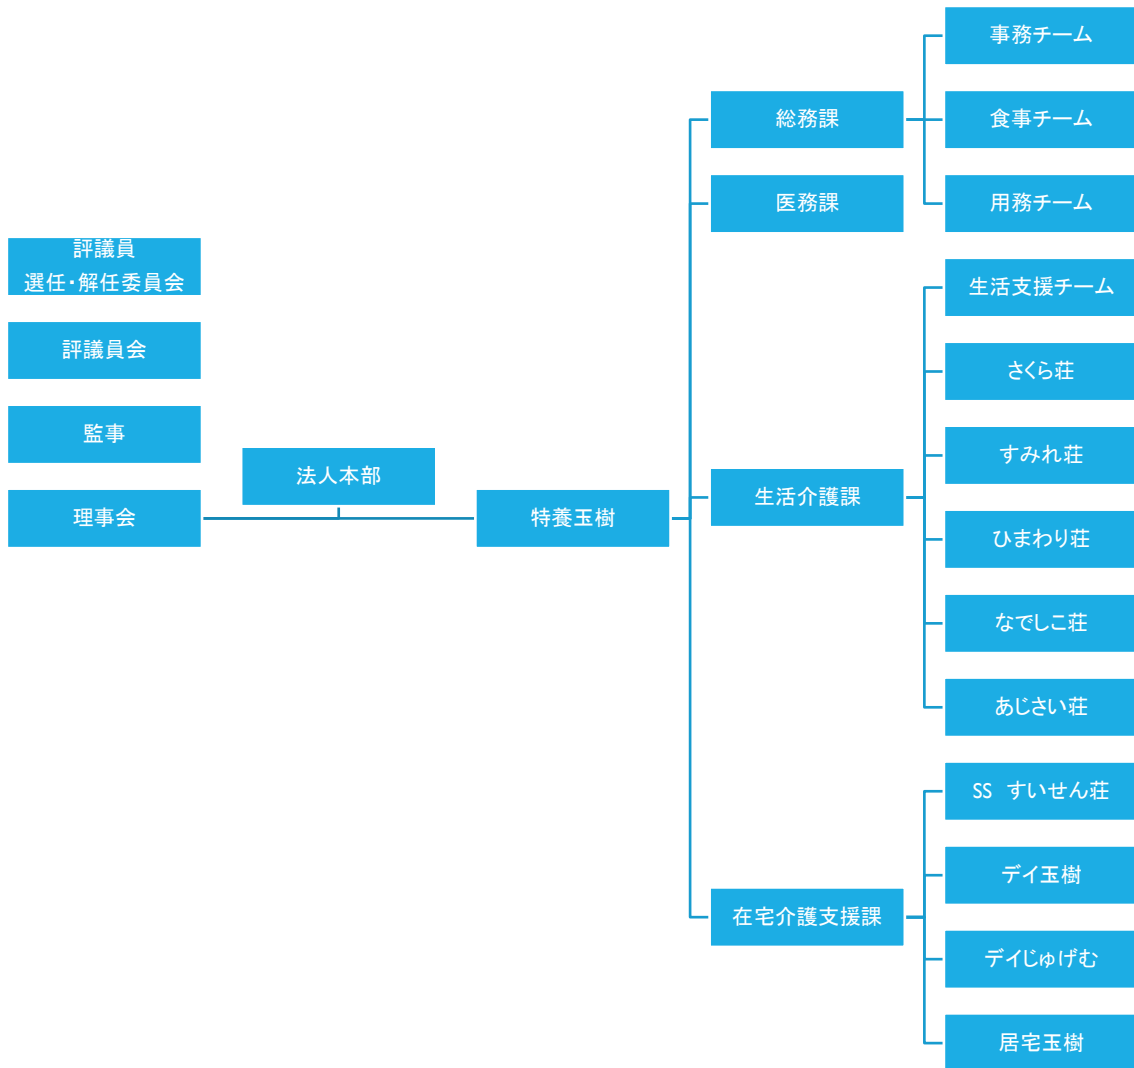 評議員
選任・解任委員会
評議員会
監事
理事会
法人本部
特養玉樹
総務課
医務課
生活介護課
在宅介護支援課
事務チーム
食事チーム
用務チーム
生活支援チーム
さくら荘
すみれ荘
ひまわり荘
なでしこ荘
あじさい荘
SS　すいせん荘
デイ玉樹
デイじゅげむ
居宅玉樹